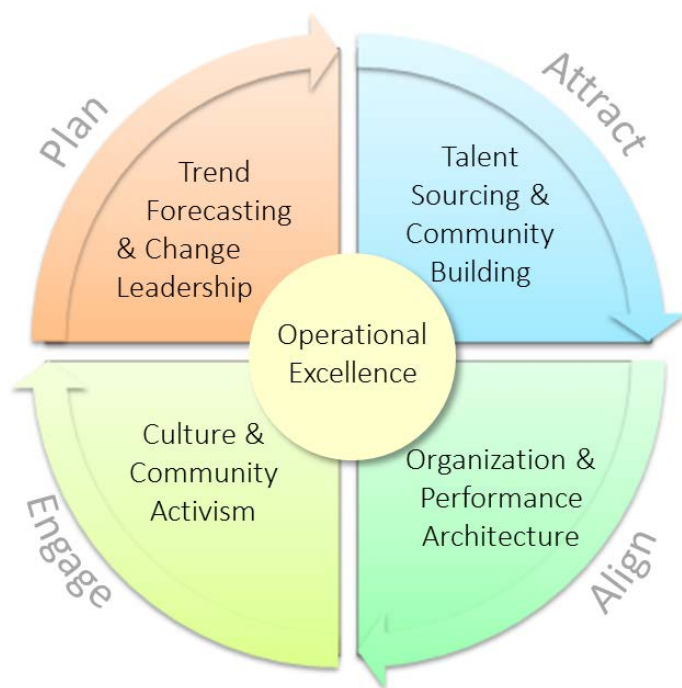 Plan
Attract
Trend
Forecasting
& Change
Leadership
Talent
Sourcing &
Community
Building
Operational
Excellence
Culture &
Community
Activism
Organization &
Performance
Architecture
Engage
Align